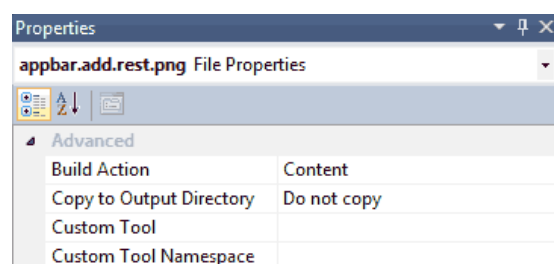 Properties
appbar.add.rest.png File Properties
Advanced
Build Action Content
Copy to Output Directory Do not copy
Custom Tool
Custom Tool Namespace